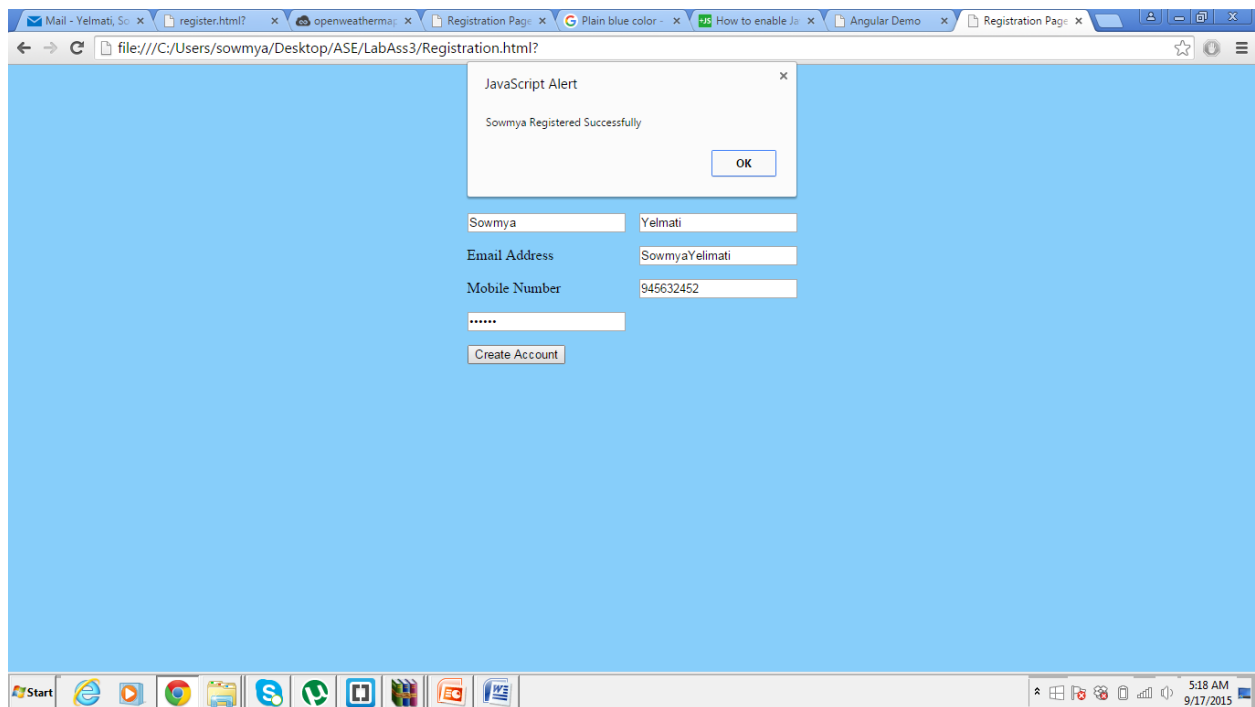 Mail - Yelmati, So register.html? openweathermap Registration Page Plain blue color - How to enable Ja Angular Demo Registration Page
file:///C:/Users/sowmya/Desktop/ASE/LabAss3/Registration.html?
JavaScript Alert
Sowmya Registered Successfully
OK
Sowmya Yelmati
Email Address SowmyaYelimati
Mobile Number 945632452
••••••
Create Account
Start 5:18 AM
9/17/2015